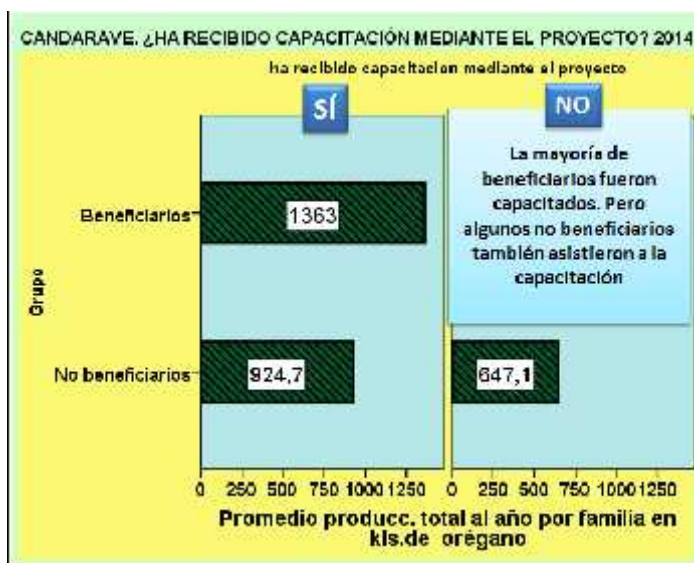 CANDARAVE. ¿HA RECIBIDO CAPACITACIÓN MEDIANTE EL PROYECTO? 2014
ha recibido capacitacion mediante el proyecto
SÍ
NO
La mayoría de
beneficiarios fueron
capacitados. Pero
algunos no beneficiarios
también asistieron a la
capacitación
Grupo
Beneficiarios
1363
No beneficiarios
924,7
647,1
0 250 500 750 1000 1250
0 250 500 750 1000 1250
Promedio producc. total al año por familia en
kls.de orégano